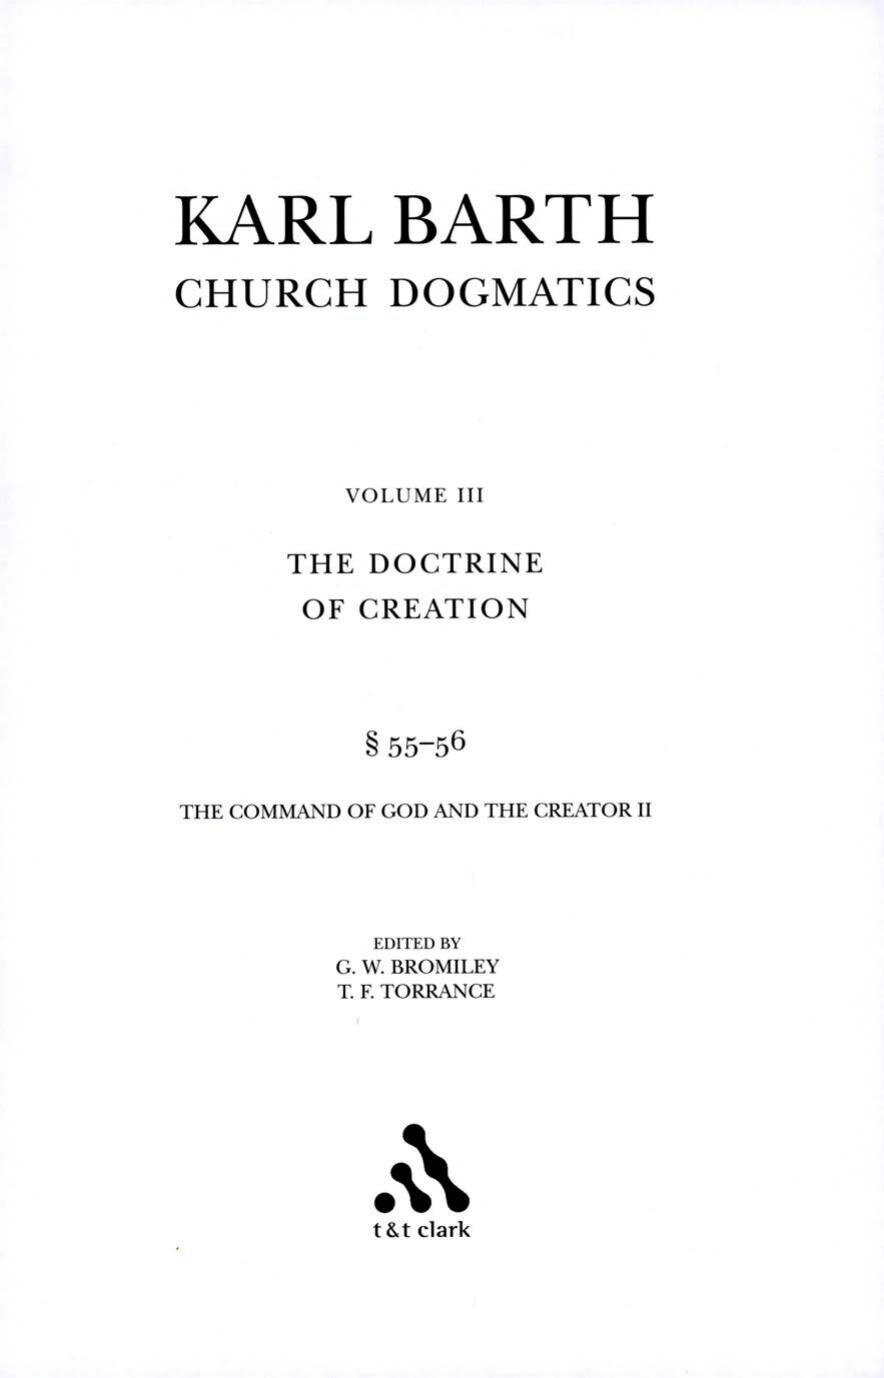 KARL BARTH
CHURCH DOGMATICS
VOLUME III
THE DOCTRINE
OF CREATION
§ 55–56
THE COMMAND OF GOD AND THE CREATOR II
EDITED BY
G. W. BROMILEY
T. F. TORRANCE
t&t clark